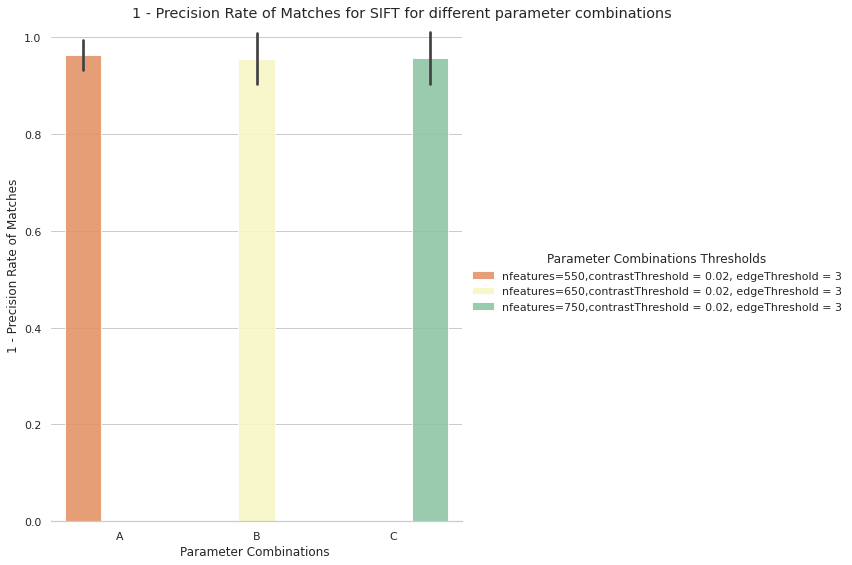 1 - Precision Rate of Matches for SIFT for different parameter combinations
1 - Precision Rate of Matches
1.0
0.8
0.6
0.4
0.2
0.0
A
B
C
Parameter Combinations
Parameter Combinations Thresholds
nfeatures=550,contrastThreshold = 0.02, edgeThreshold = 3
nfeatures=650,contrastThreshold = 0.02, edgeThreshold = 3
nfeatures=750,contrastThreshold = 0.02, edgeThreshold = 3